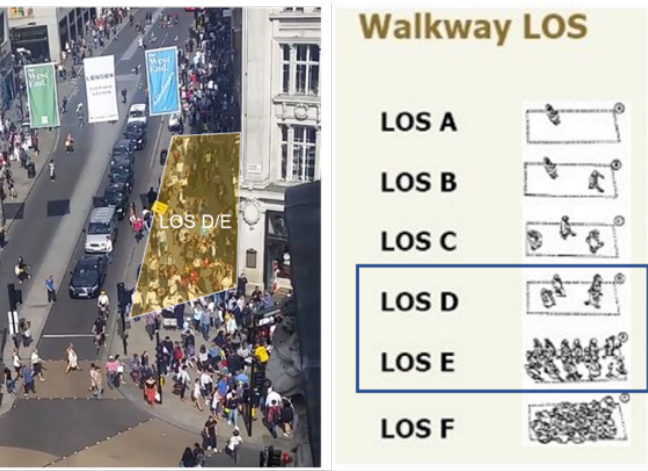 West
End.
LONDON
West
End.
LOS D/E
Walkway LOS
LOS A
LOS B
LOS C
LOS D
LOS E
LOS F